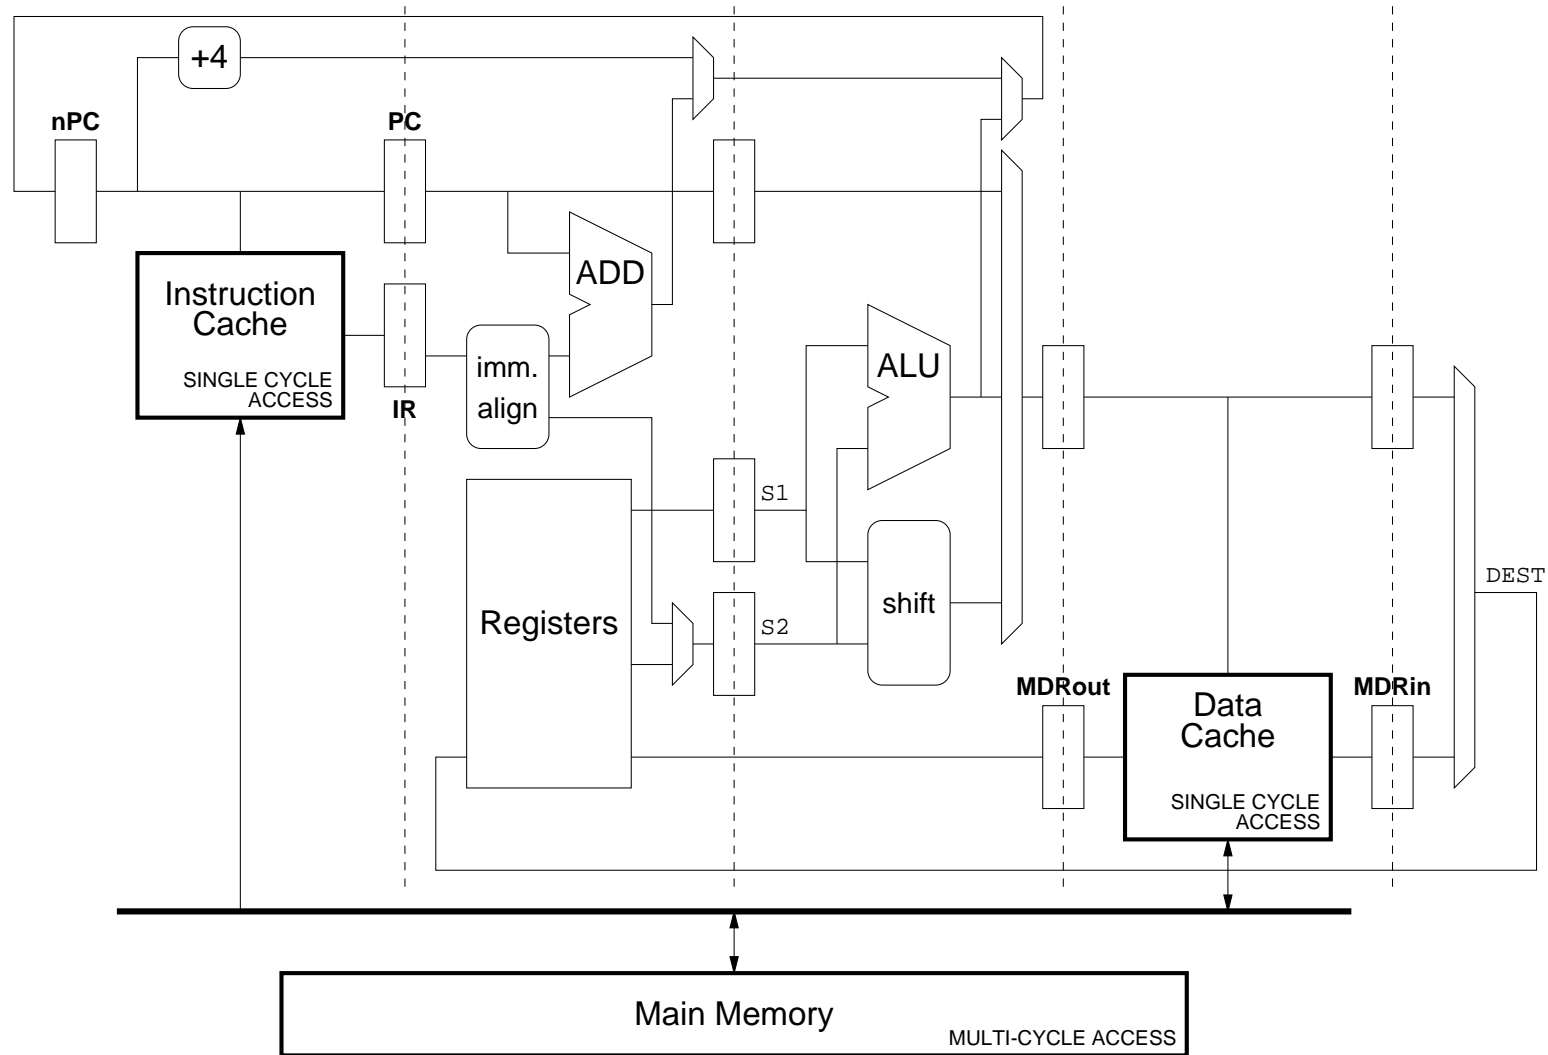 +4
nPC
PC
ADD
Instruction
Cache
SINGLE CYCLE
ACCESS
IR
imm.
align
ALU
S1
shift
DEST
Registers
S2
MDRout
MDRin
Data
Cache
SINGLE CYCLE
ACCESS
Main Memory
MULTI-CYCLE ACCESS